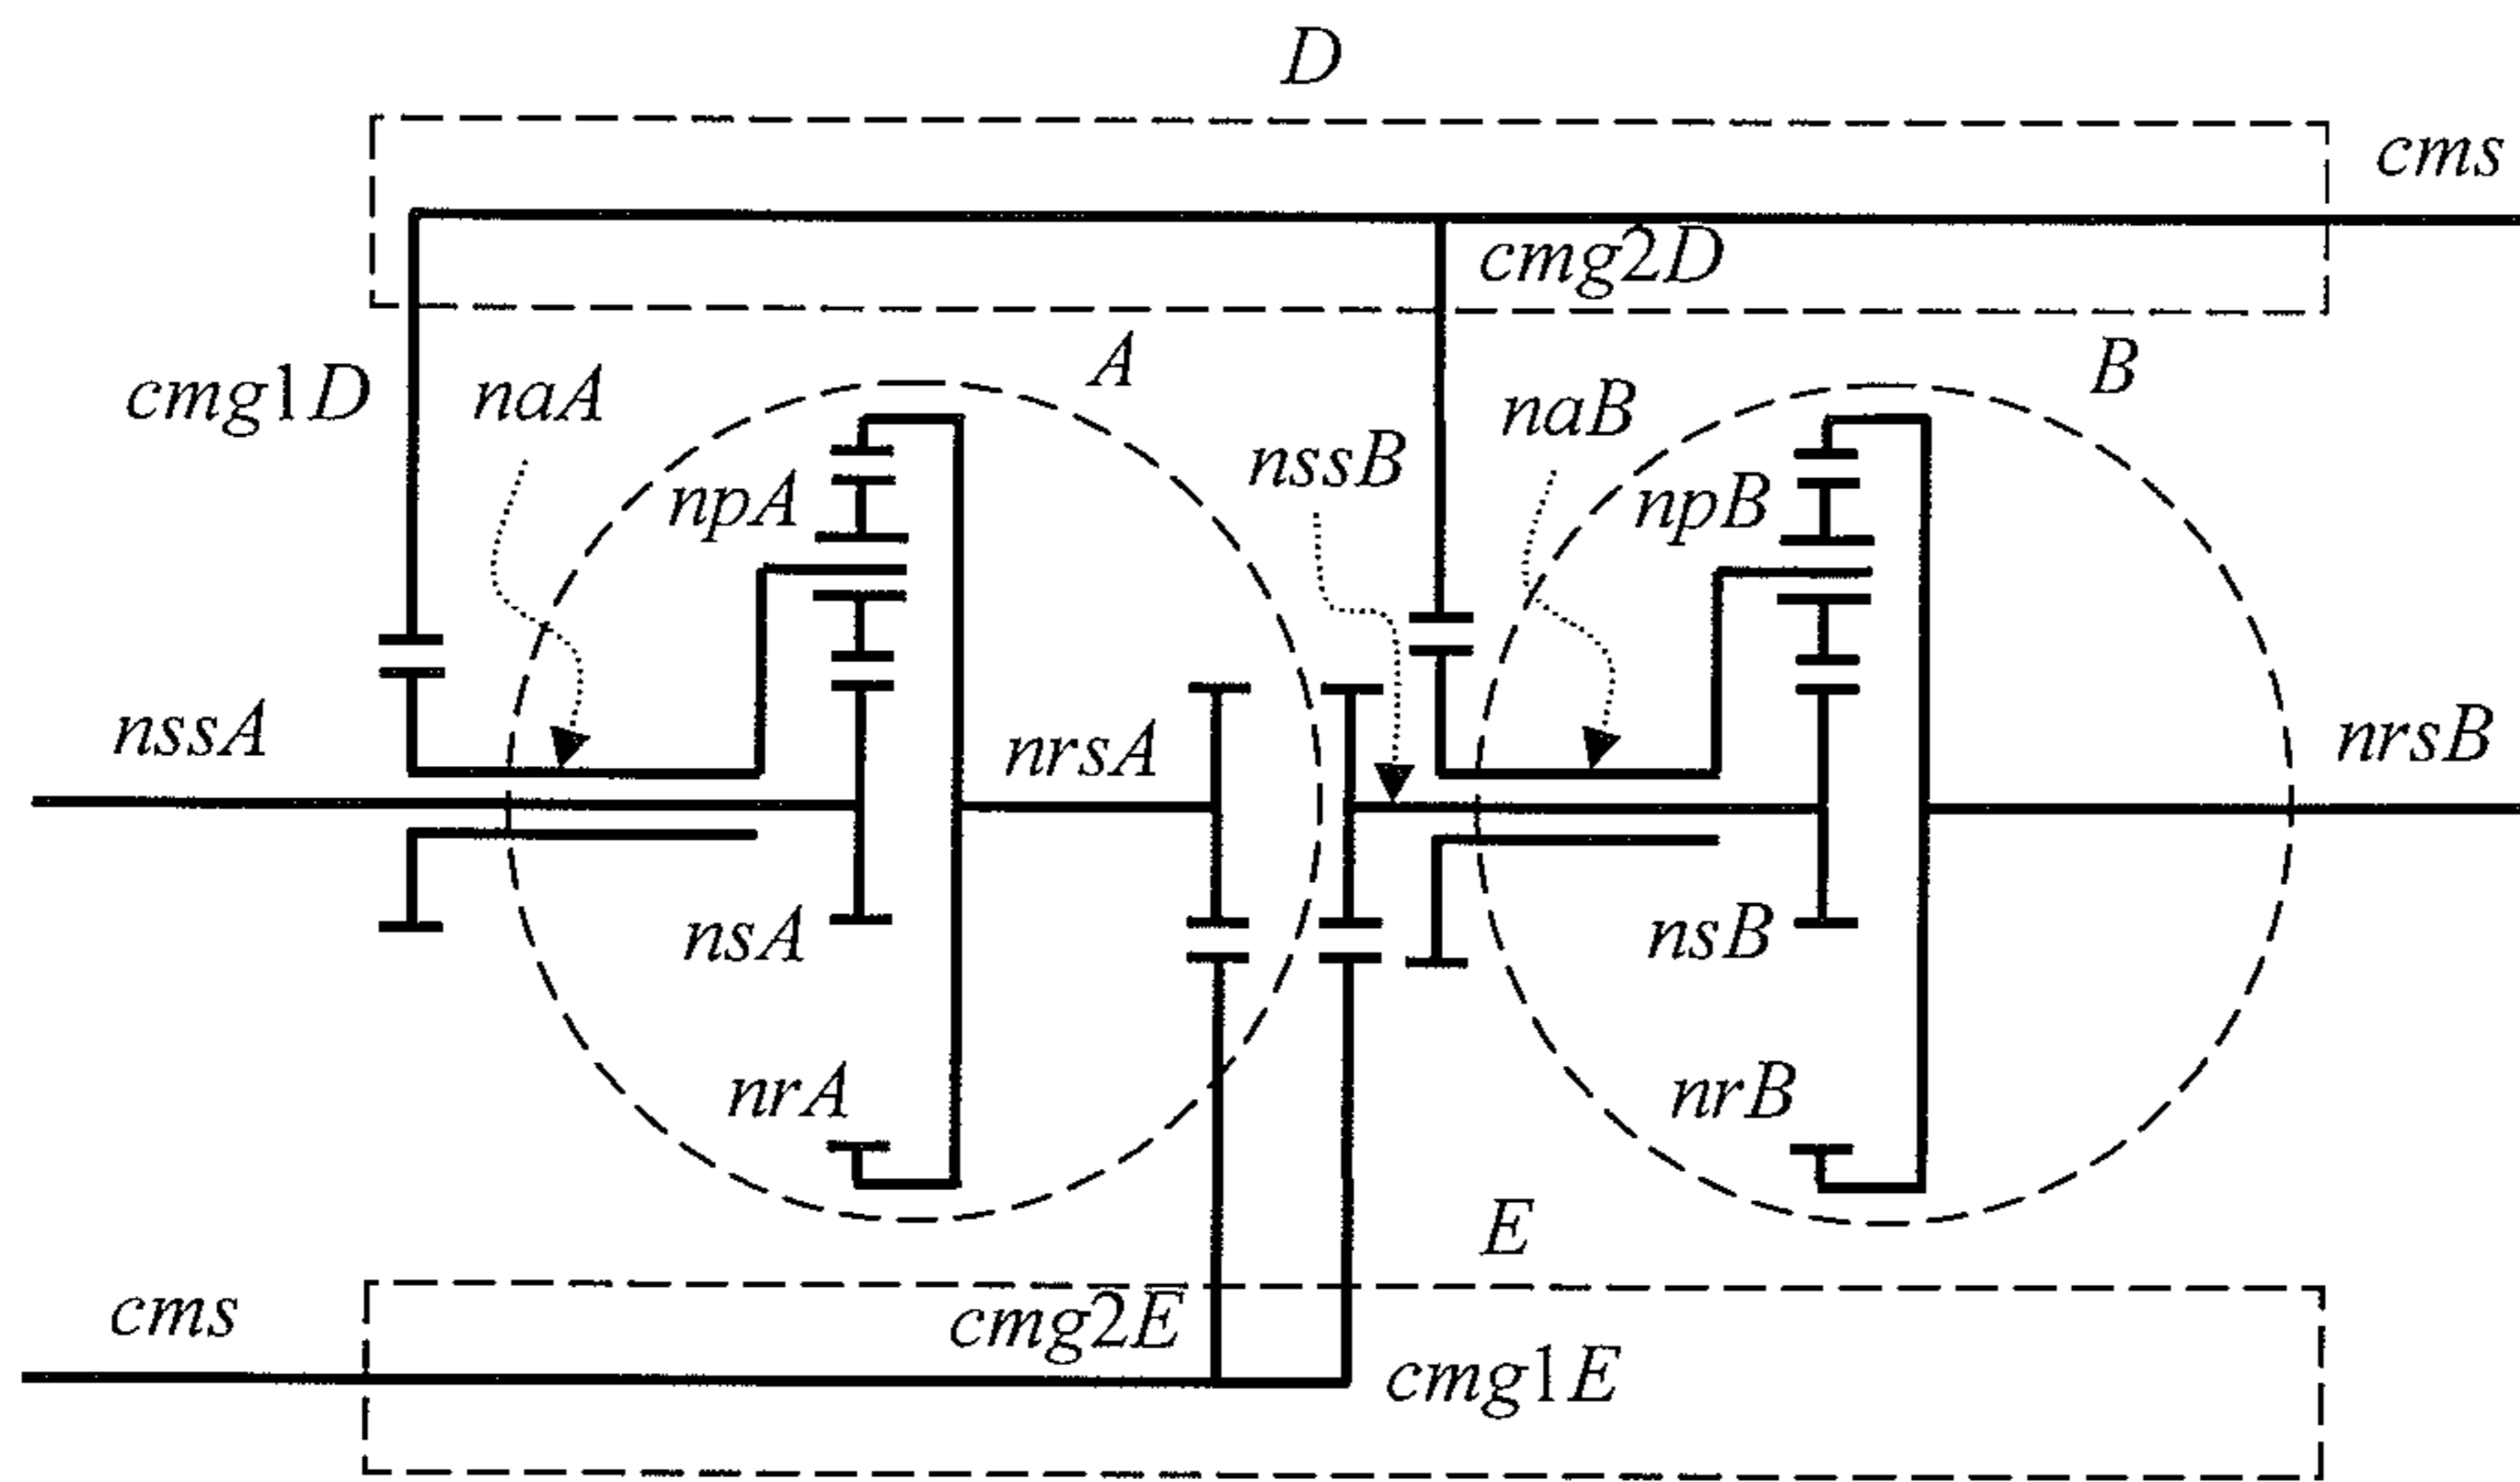 D
cms
cmg2D
A
B
cmg1D
naA
naB
nssB
npA
npB
nssA
nrsA
nrsB
nsA
nsB
nrA
nrB
E
cms
cmg2E
cmg1E